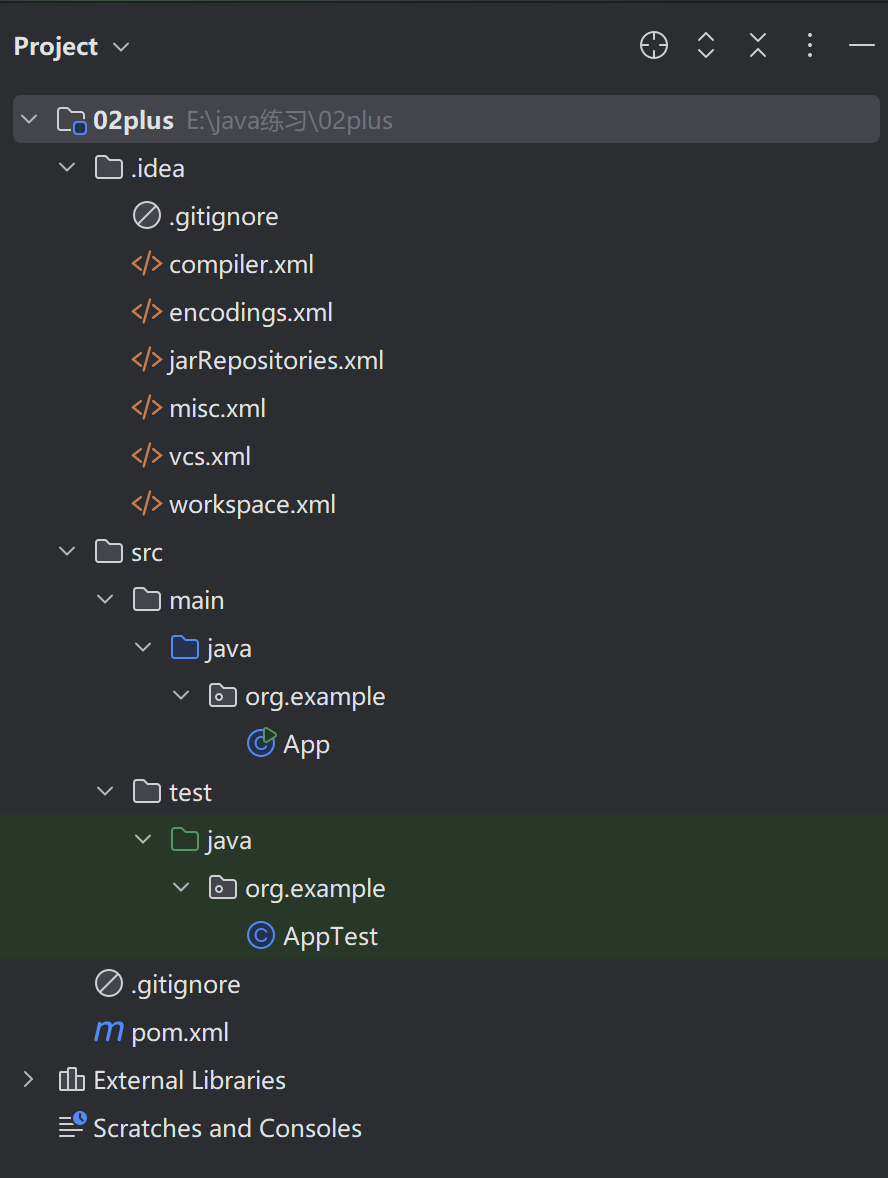 Project
02plus E:\java练习\02plus
.idea
.gitignore
compiler.xml
encodings.xml
jarRepositories.xml
misc.xml
vcs.xml
workspace.xml
src
main
java
org.example
App
test
java
org.example
AppTest
.gitignore
pom.xml
External Libraries
Scratches and Consoles